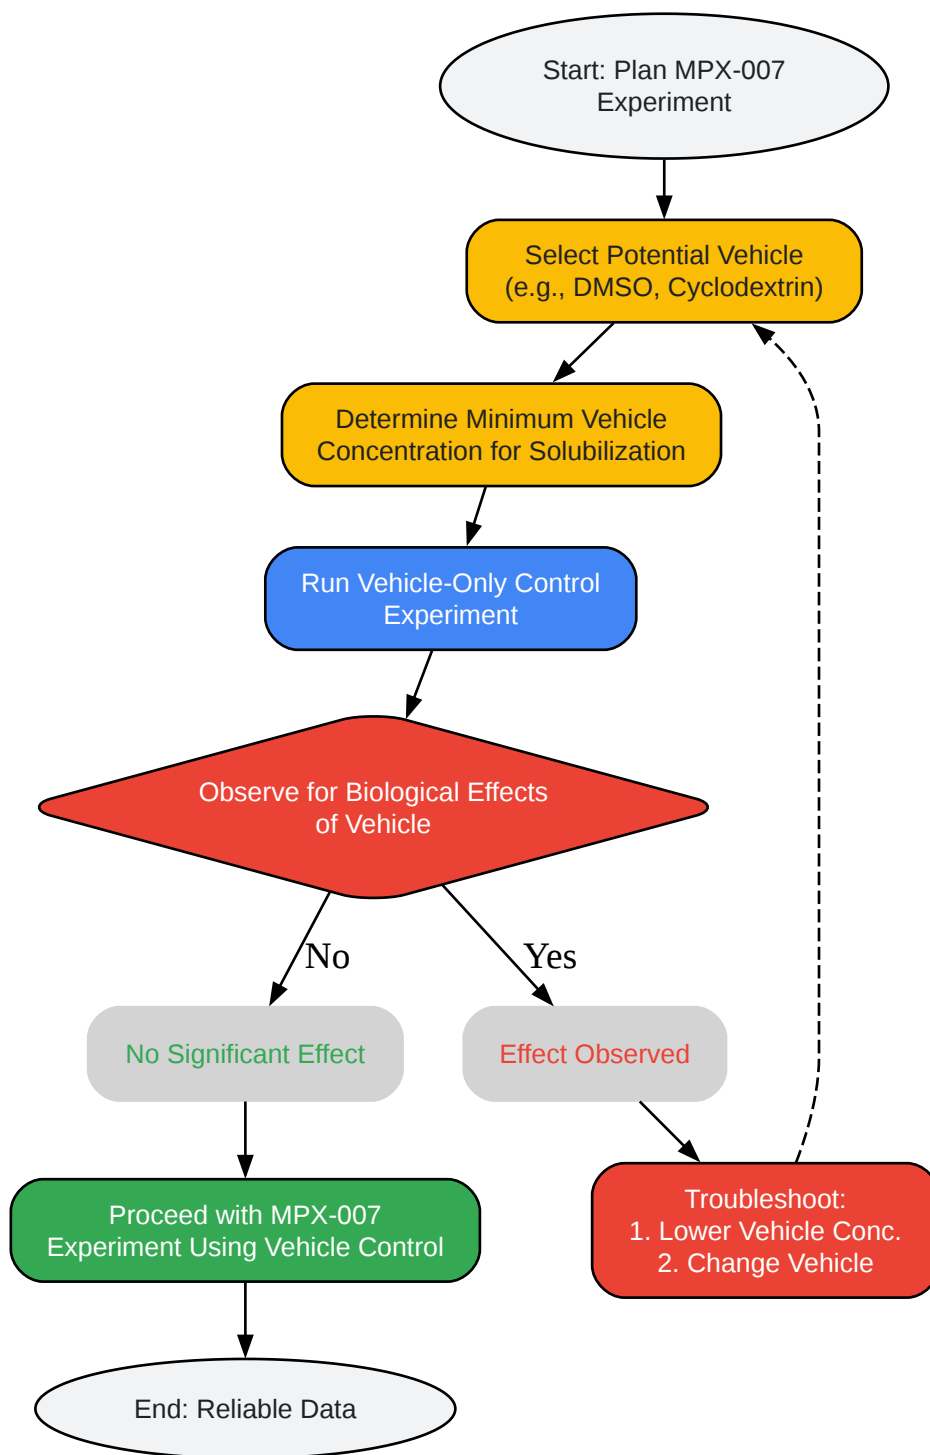 Start: Plan MPX-007
Experiment
Select Potential Vehicle
(e.g., DMSO, Cyclodextrin)
Determine Minimum Vehicle
Concentration for Solubilization
Run Vehicle-Only Control
Experiment
Observe for Biological Effects
of Vehicle
No
Yes
No Significant Effect
Effect Observed
Proceed with MPX-007
Experiment Using Vehicle Control
Troubleshoot:
1. Lower Vehicle Conc.
2. Change Vehicle
End: Reliable Data